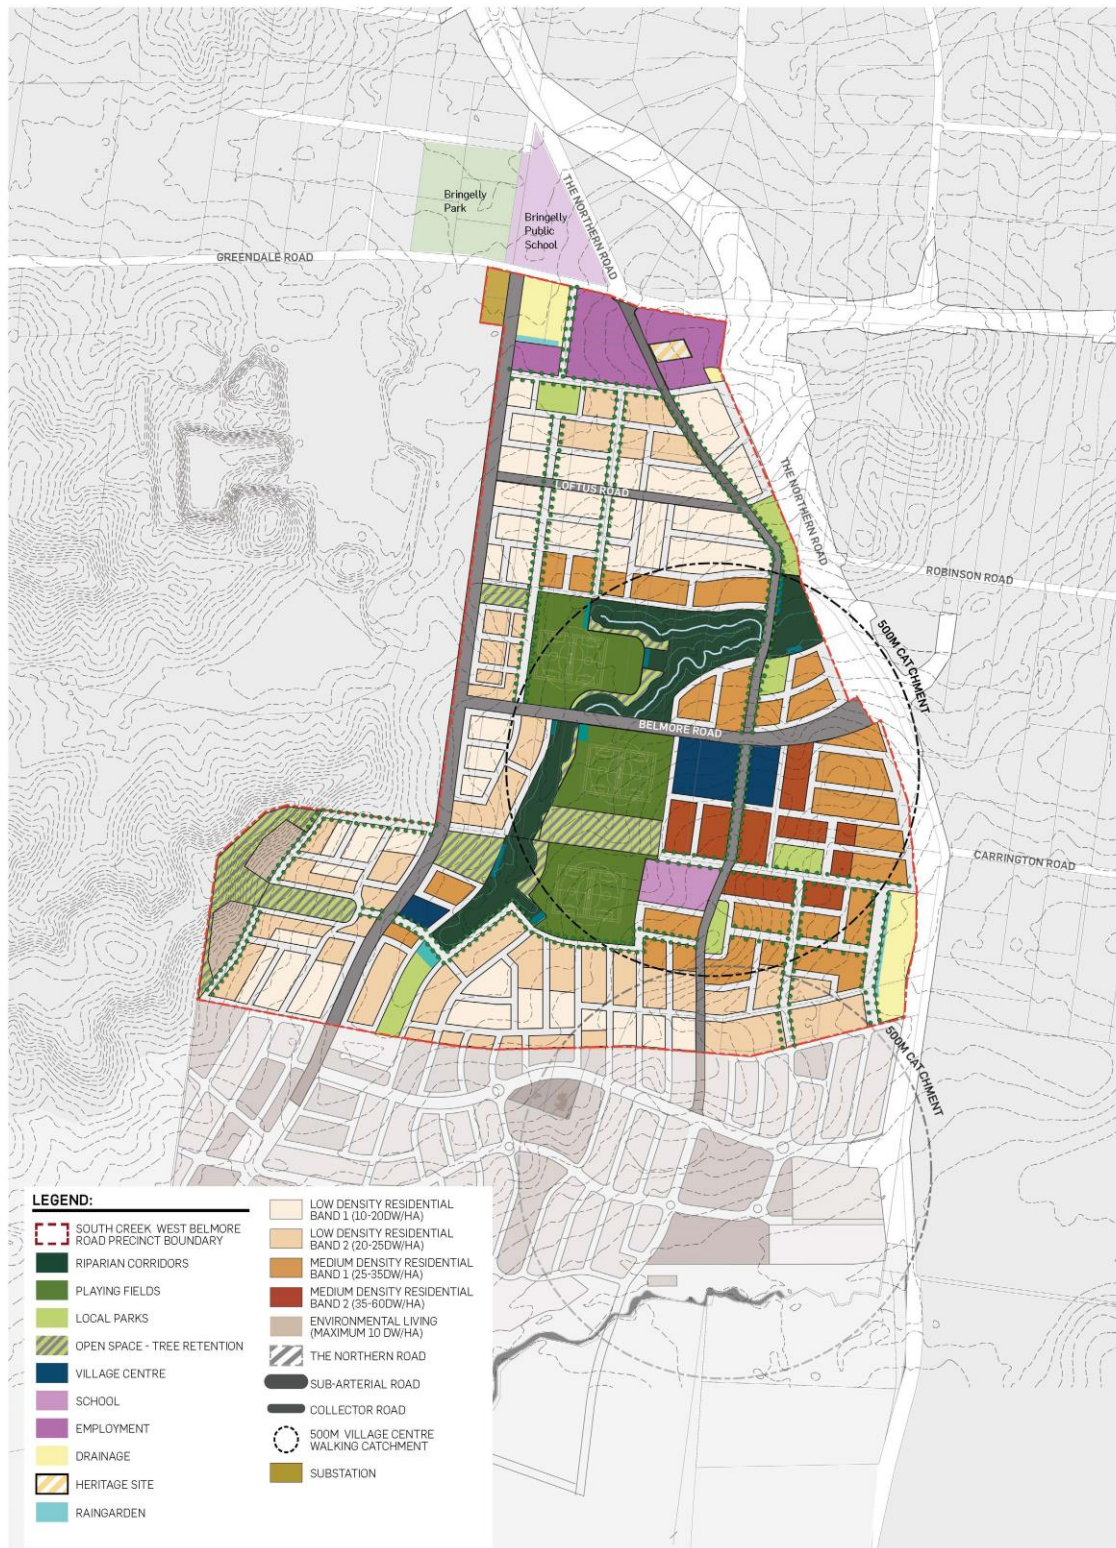 Bringelly
Park
Bringelly
Public
School
THE NORTHERN ROAD
GREENDALE ROAD
LOFTUS ROAD
THE NORTHERN ROAD
ROBINSON ROAD
500M CATCHMENT
BELMORE ROAD
CARRINGTON ROAD
500M CATCHMENT
LEGEND:
SOUTH CREEK WEST BELMORE
ROAD PRECINCT BOUNDARY
RIPARIAN CORRIDORS
PLAYING FIELDS
LOCAL PARKS
OPEN SPACE - TREE RETENTION
VILLAGE CENTRE
SCHOOL
EMPLOYMENT
DRAINAGE
HERITAGE SITE
RAINGARDEN
LOW DENSITY RESIDENTIAL
BAND 1 (10-20DW/HA)
LOW DENSITY RESIDENTIAL
BAND 2 (20-25DW/HA)
MEDIUM DENSITY RESIDENTIAL
BAND 1 (25-35DW/HA)
MEDIUM DENSITY RESIDENTIAL
BAND 2 (35-60DW/HA)
ENVIRONMENTAL LIVING
(MAXIMUM 10 DW/HA)
THE NORTHERN ROAD
SUB-ARTERIAL ROAD
COLLECTOR ROAD
500M VILLAGE CENTRE
WALKING CATCHMENT
SUBSTATION